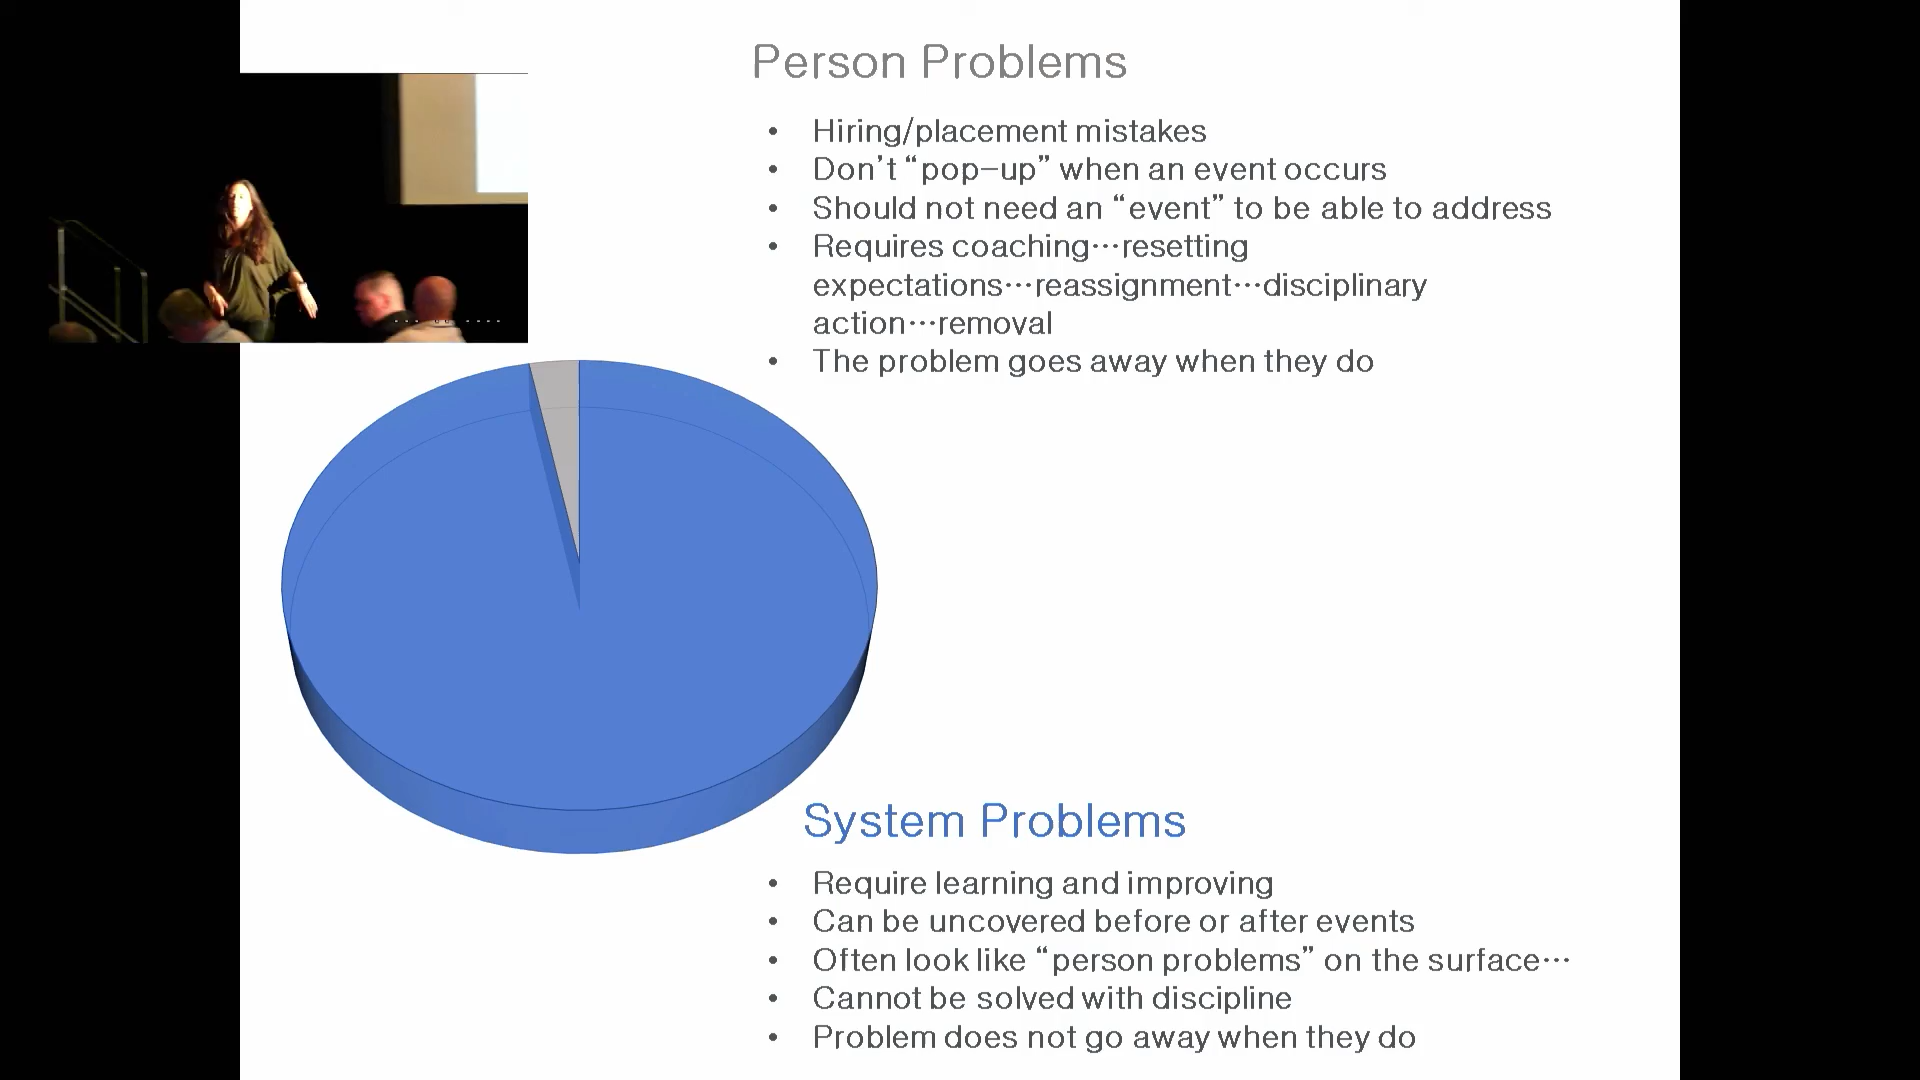 Person Problems
• Hiring/placement mistakes
• Don’t “pop-up” when an event occurs
• Should not need an “event” to be able to address
• Requires coaching…resetting
expectations…reassignment…disciplinary
action…removal
• The problem goes away when they do
System Problems
• Require learning and improving
• Can be uncovered before or after events
• Often look like “person problems” on the surface…
• Cannot be solved with discipline
• Problem does not go away when they do